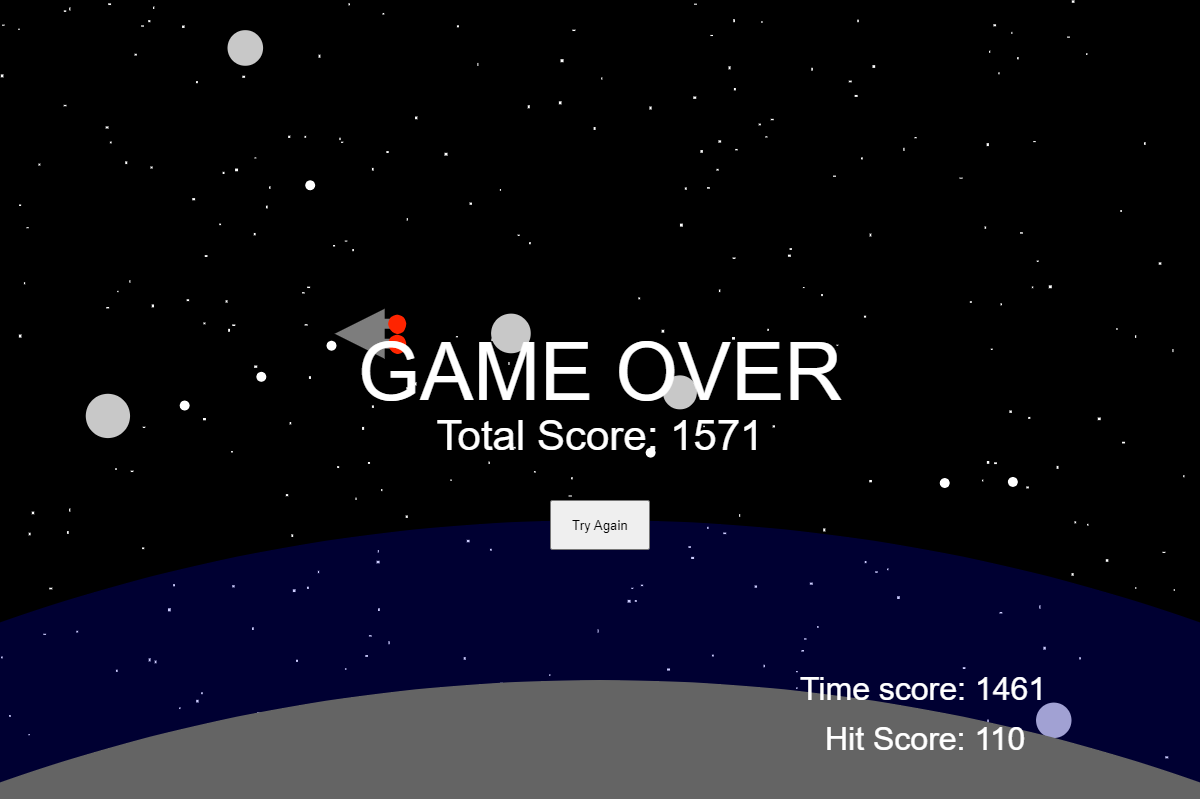 GAME OVER
Total Score: 1571
Try Again
Time score: 1461
Hit Score: 110